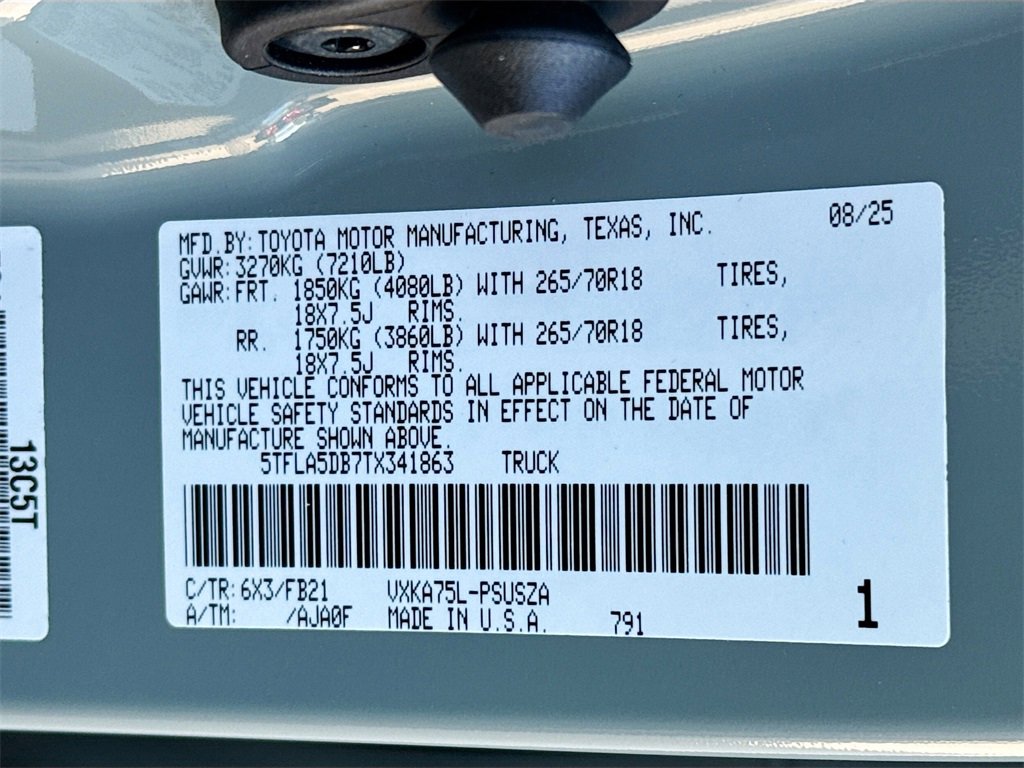 MFD.BY:TOYOTA MOTOR MANUFACTURING, TEXAS, INC. 08/25
GVWR:3270KG (7210LB)
GAWR:FRT. 1850KG (4080LB) WITH 265/70R18 TIRES,
18X7.5J RIMS.
RR. 1750KG (3860LB) WITH 265/70R18 TIRES,
18X7.5J RIMS.
THIS VEHICLE CONFORMS TO ALL APPLICABLE FEDERAL MOTOR
VEHICLE SAFETY STANDARDS IN EFFECT ON THE DATE OF
MANUFACTURE SHOWN ABOVE.
5TFLA5DB7TX341863 TRUCK
C/TR:6X3/FB21 VXKA75L-PSUSZA
A/TM: /AJA0F MADE IN U.S.A. 791
1
13C5T